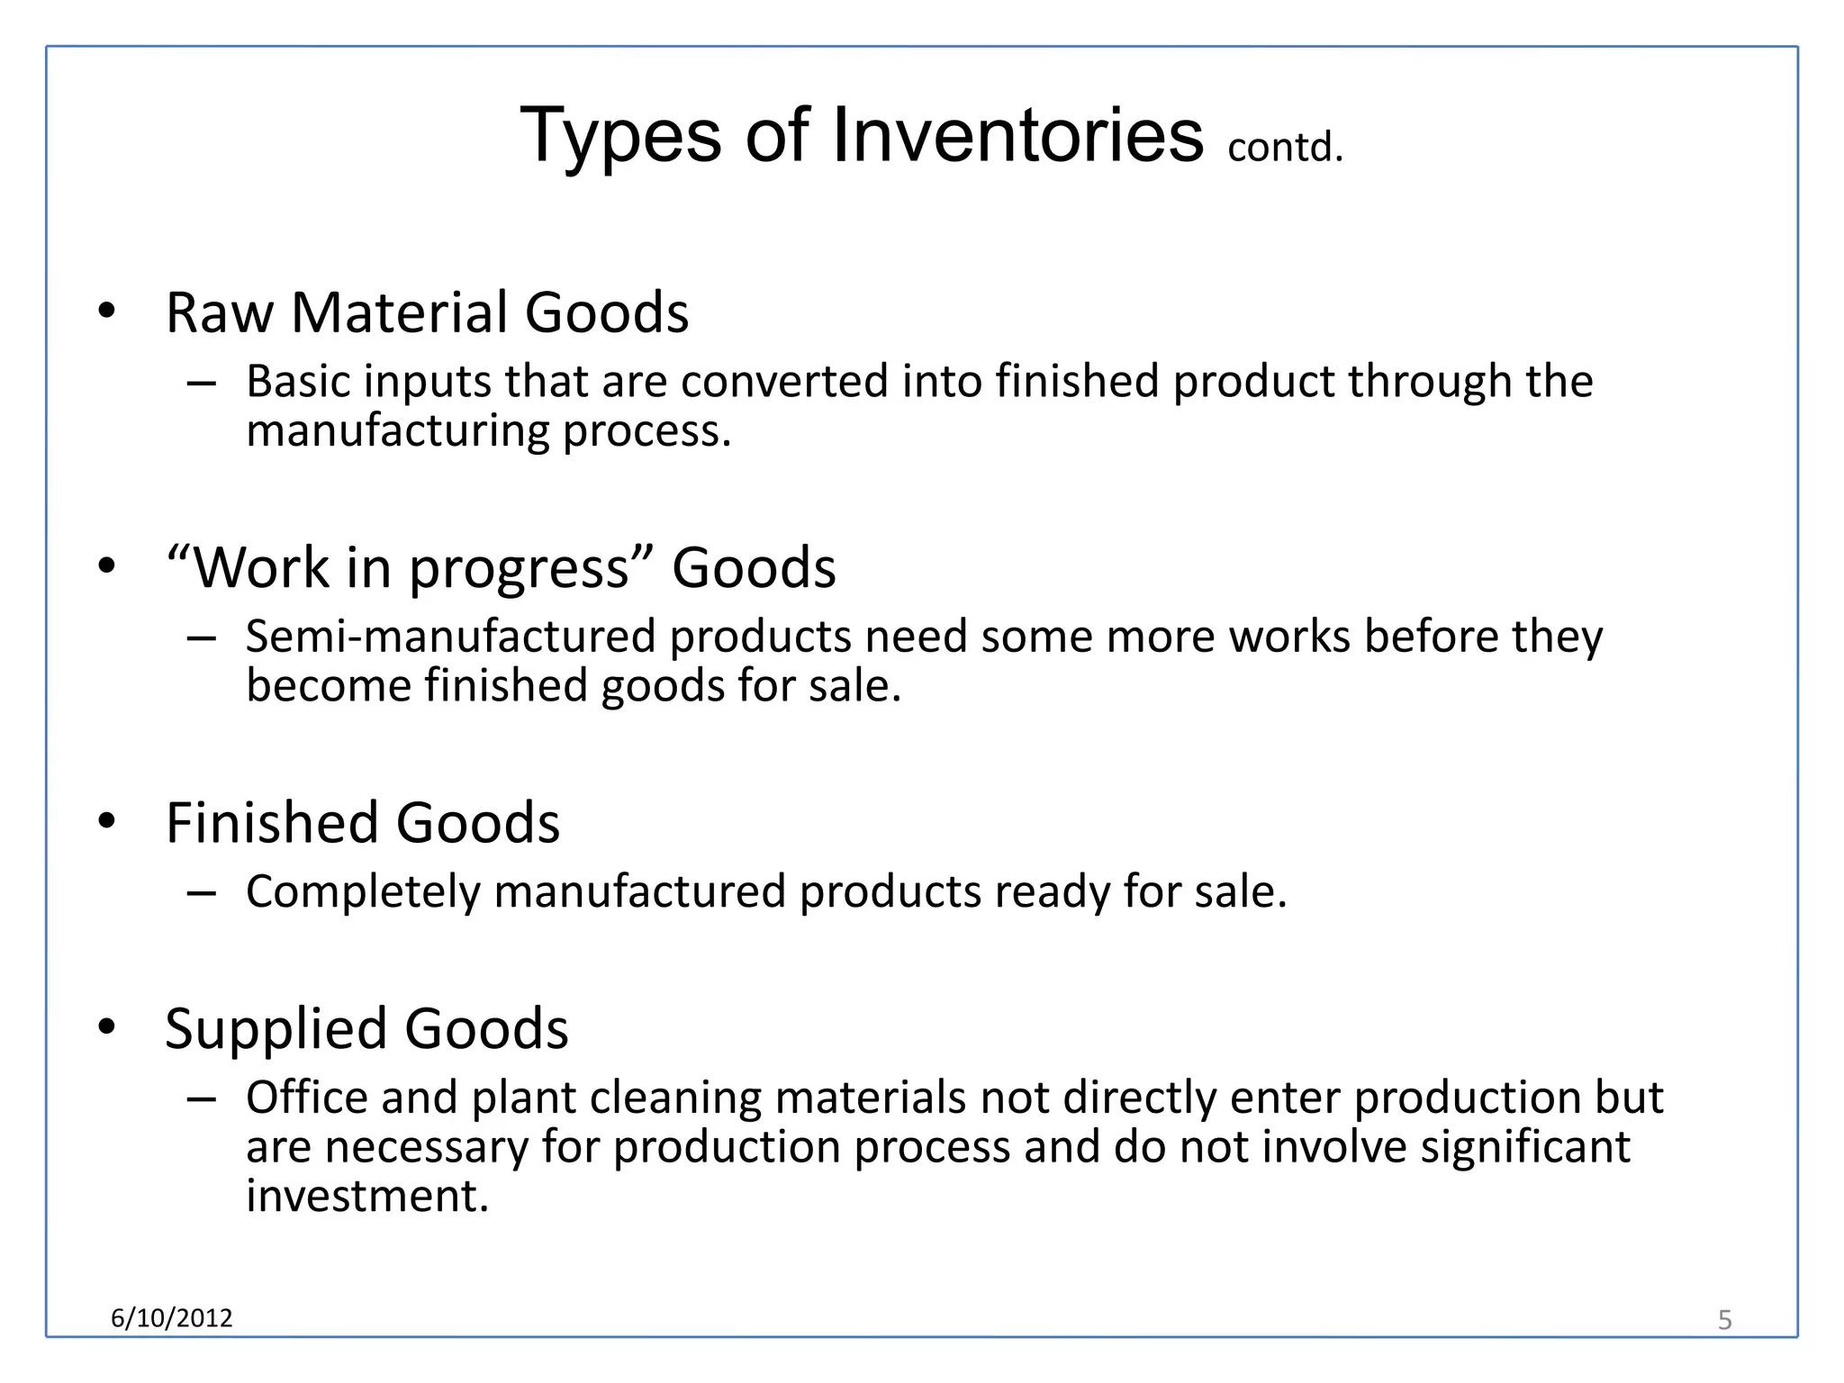 Types of Inventories contd.
• Raw Material Goods
– Basic inputs that are converted into finished product through the
manufacturing process.
• “Work in progress” Goods
– Semi-manufactured products need some more works before they
become finished goods for sale.
• Finished Goods
– Completely manufactured products ready for sale.
• Supplied Goods
– Office and plant cleaning materials not directly enter production but
are necessary for production process and do not involve significant
investment.
6/10/2012
5